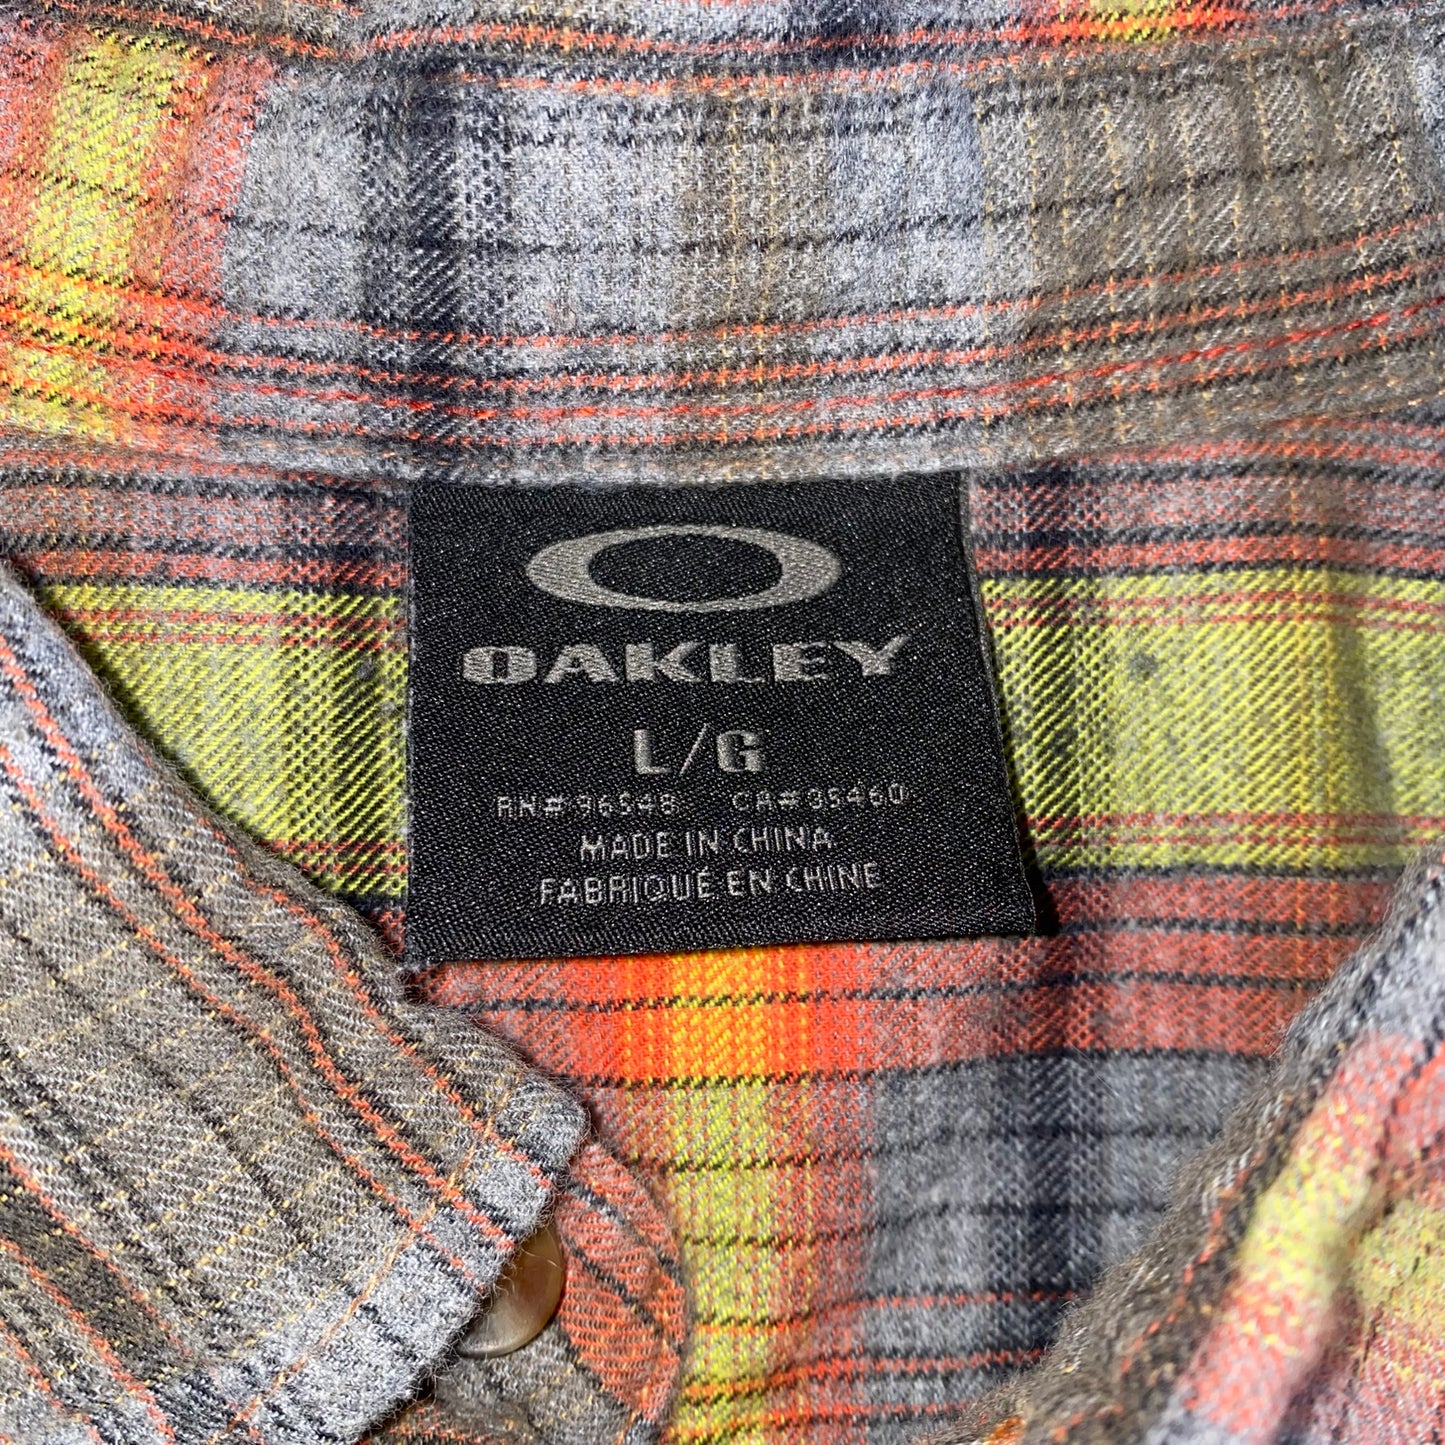 OAKLEY
L/G
RN# 96548 CA# 35460
MADE IN CHINA
FABRIQUÉ EN CHINE